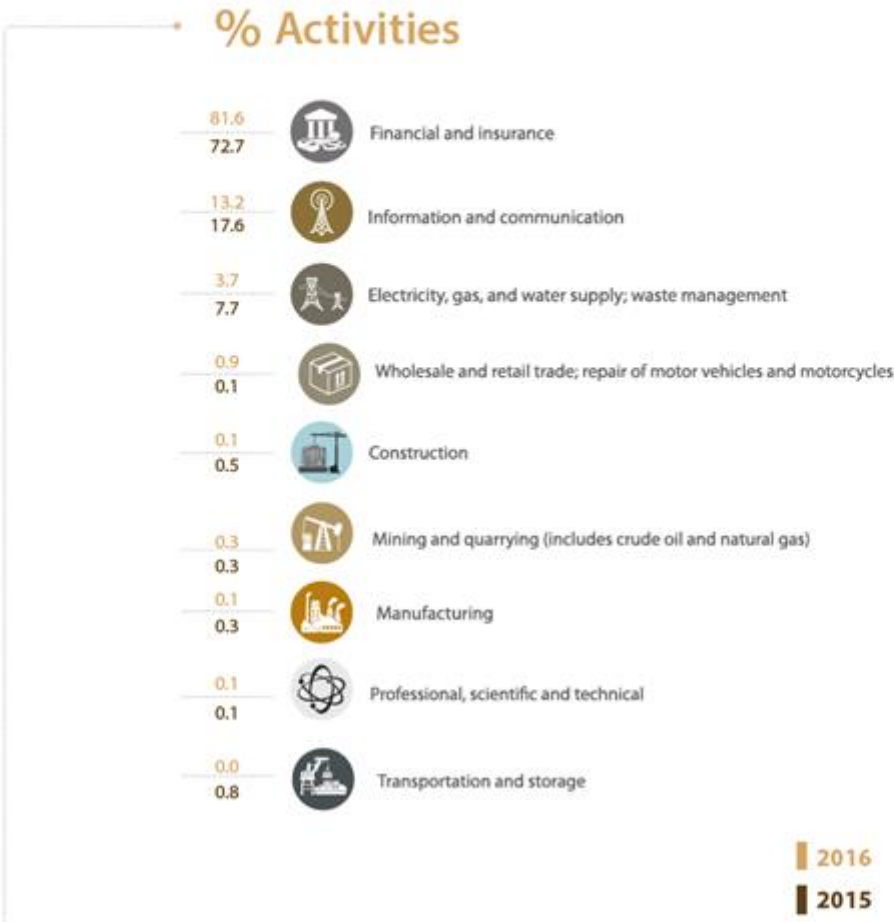 % Activities
81.6
72.7
Financial and insurance
13.2
17.6
Information and communication
3.7
7.7
Electricity, gas, and water supply; waste management
0.9
0.1
Wholesale and retail trade; repair of motor vehicles and motorcycles
0.1
0.5
Construction
0.3
0.3
Mining and quarrying (includes crude oil and natural gas)
0.1
0.3
Manufacturing
0.1
0.1
Professional, scientific and technical
0.0
0.8
Transportation and storage
2016
2015